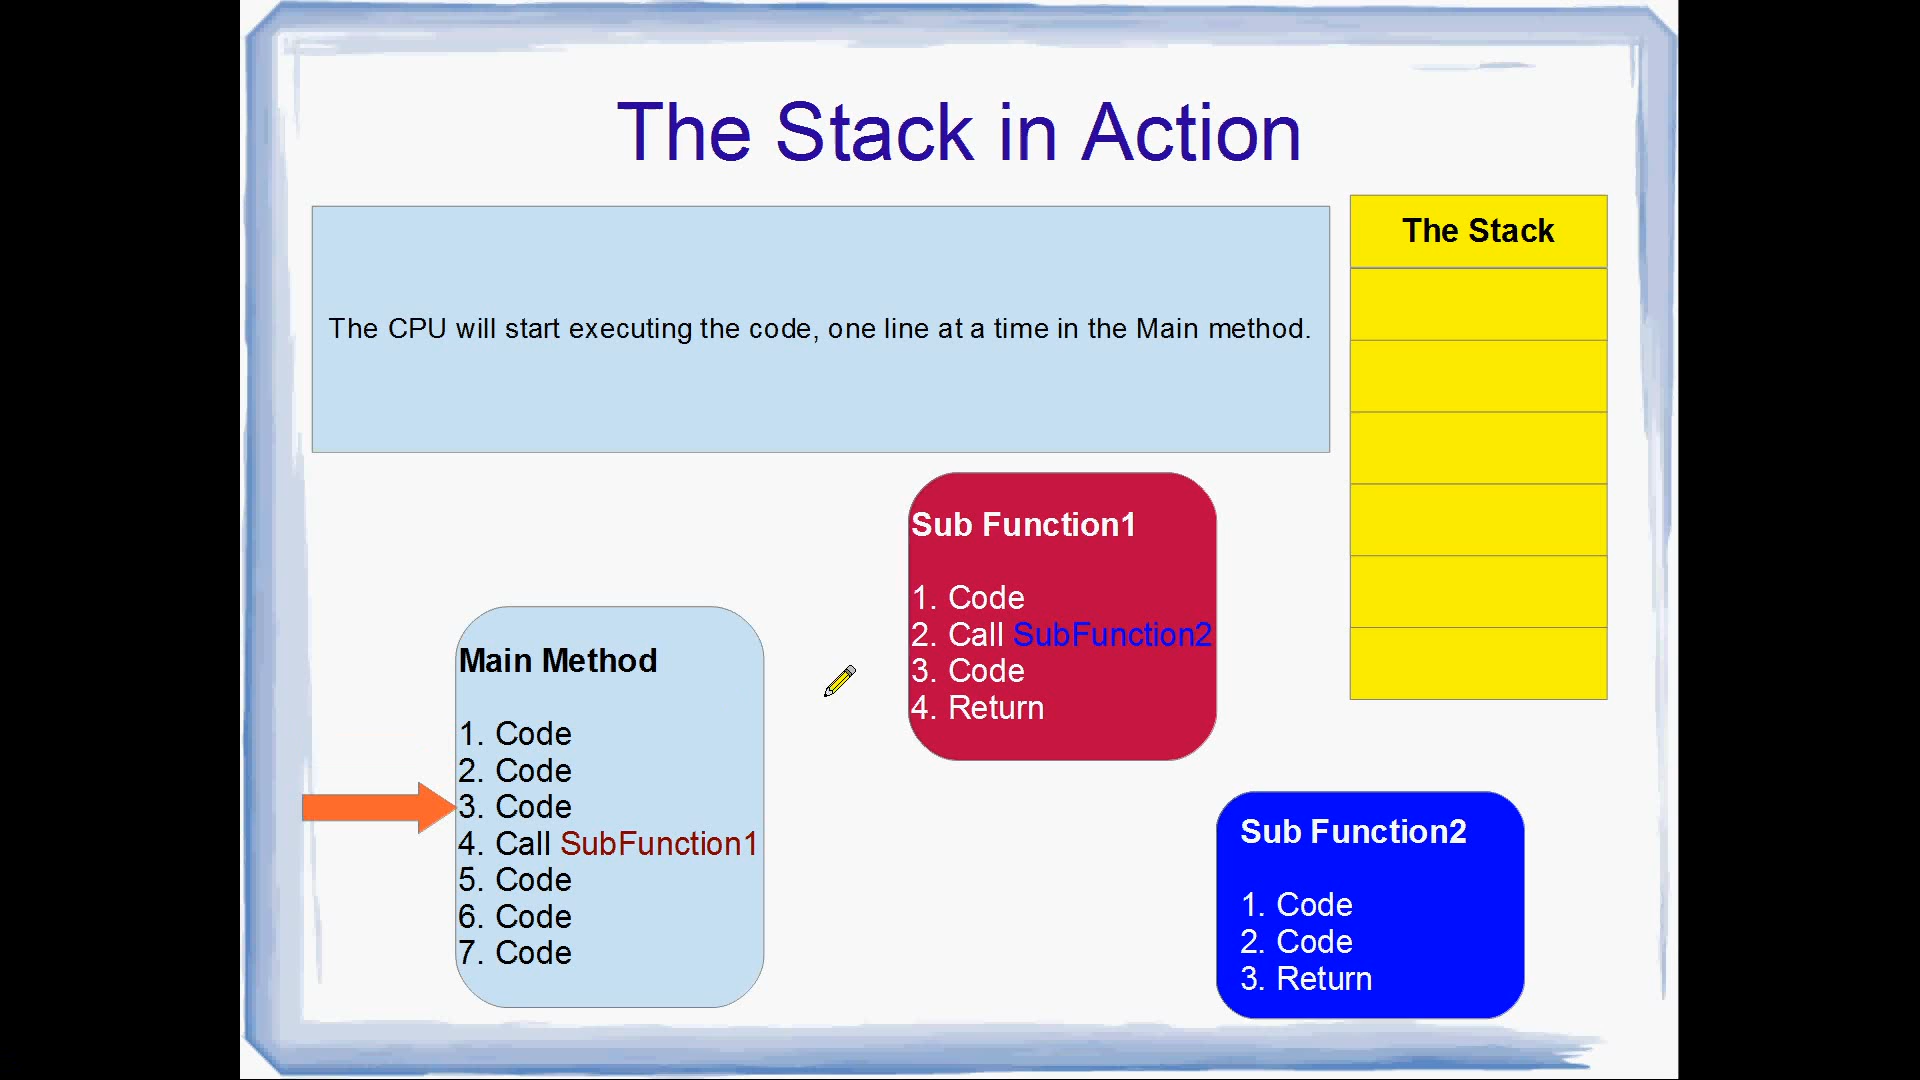 The Stack in Action
The CPU will start executing the code, one line at a time in the Main method.
The Stack
Sub Function1
1. Code
2. Call SubFunction2
3. Code
4. Return
Main Method
1. Code
2. Code
3. Code
4. Call SubFunction1
5. Code
6. Code
7. Code
Sub Function2
1. Code
2. Code
3. Return